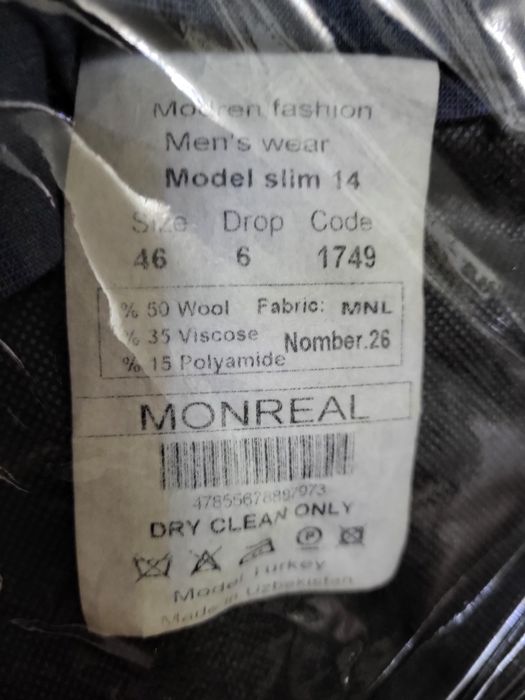 Modren fashion
Men's wear
Model slim 14
Size Drop Code
46 6 1749
% 50 Wool Fabric: MNL
% 35 Viscose Nomber.26
% 15 Polyamide
MONREAL
DRY CLEAN ONLY
P
Model Turkey
Made in Uzbekistan